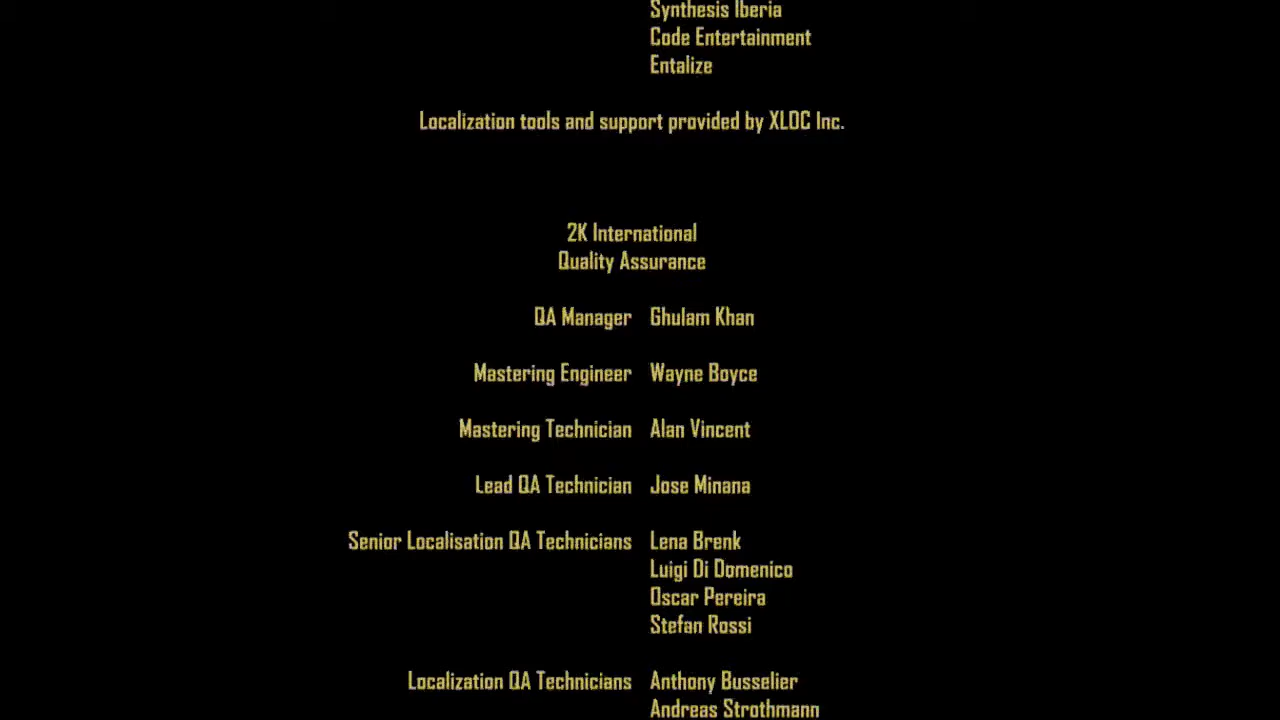 Synthesis Iberia
Code Entertainment
Entalize
Localization tools and support provided by XLOC Inc.
2K International
Quality Assurance
QA Manager Ghulam Khan
Mastering Engineer Wayne Boyce
Mastering Technician Alan Vincent
Lead QA Technician Jose Minana
Senior Localisation QA Technicians Lena Brenk
Luigi Di Domenico
Oscar Pereira
Stefan Rossi
Localization QA Technicians Anthony Busselier
Andreas Strothmann